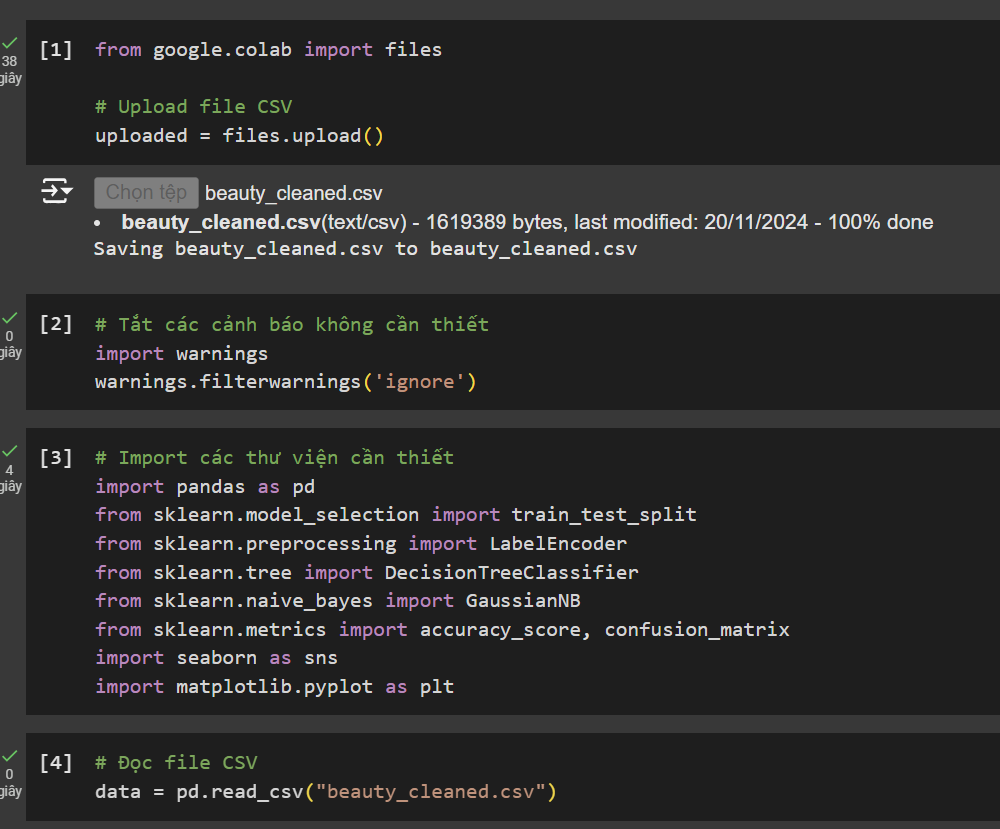 38
giây
[1] from google.colab import files
# Upload file CSV
uploaded = files.upload()
Chọn tệp beauty_cleaned.csv
• beauty_cleaned.csv(text/csv) - 1619389 bytes, last modified: 20/11/2024 - 100% done
Saving beauty_cleaned.csv to beauty_cleaned.csv
0
giây
[2] # Tắt các cảnh báo không cần thiết
import warnings
warnings.filterwarnings('ignore')
4
giây
[3] # Import các thư viện cần thiết
import pandas as pd
from sklearn.model_selection import train_test_split
from sklearn.preprocessing import LabelEncoder
from sklearn.tree import DecisionTreeClassifier
from sklearn.naive_bayes import GaussianNB
from sklearn.metrics import accuracy_score, confusion_matrix
import seaborn as sns
import matplotlib.pyplot as plt
0
giây
[4] # Đọc file CSV
data = pd.read_csv("beauty_cleaned.csv")